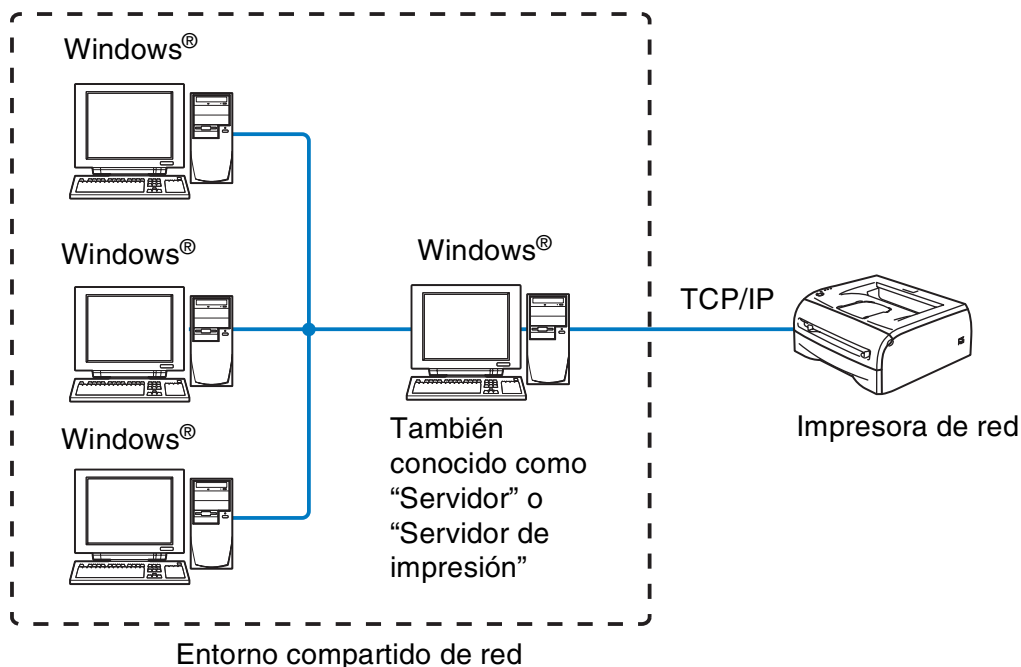 Windows®
Windows®
Windows®
Windows®
También
conocido como
“Servidor” o
“Servidor de
impresión”
TCP/IP
Impresora de red
Entorno compartido de red